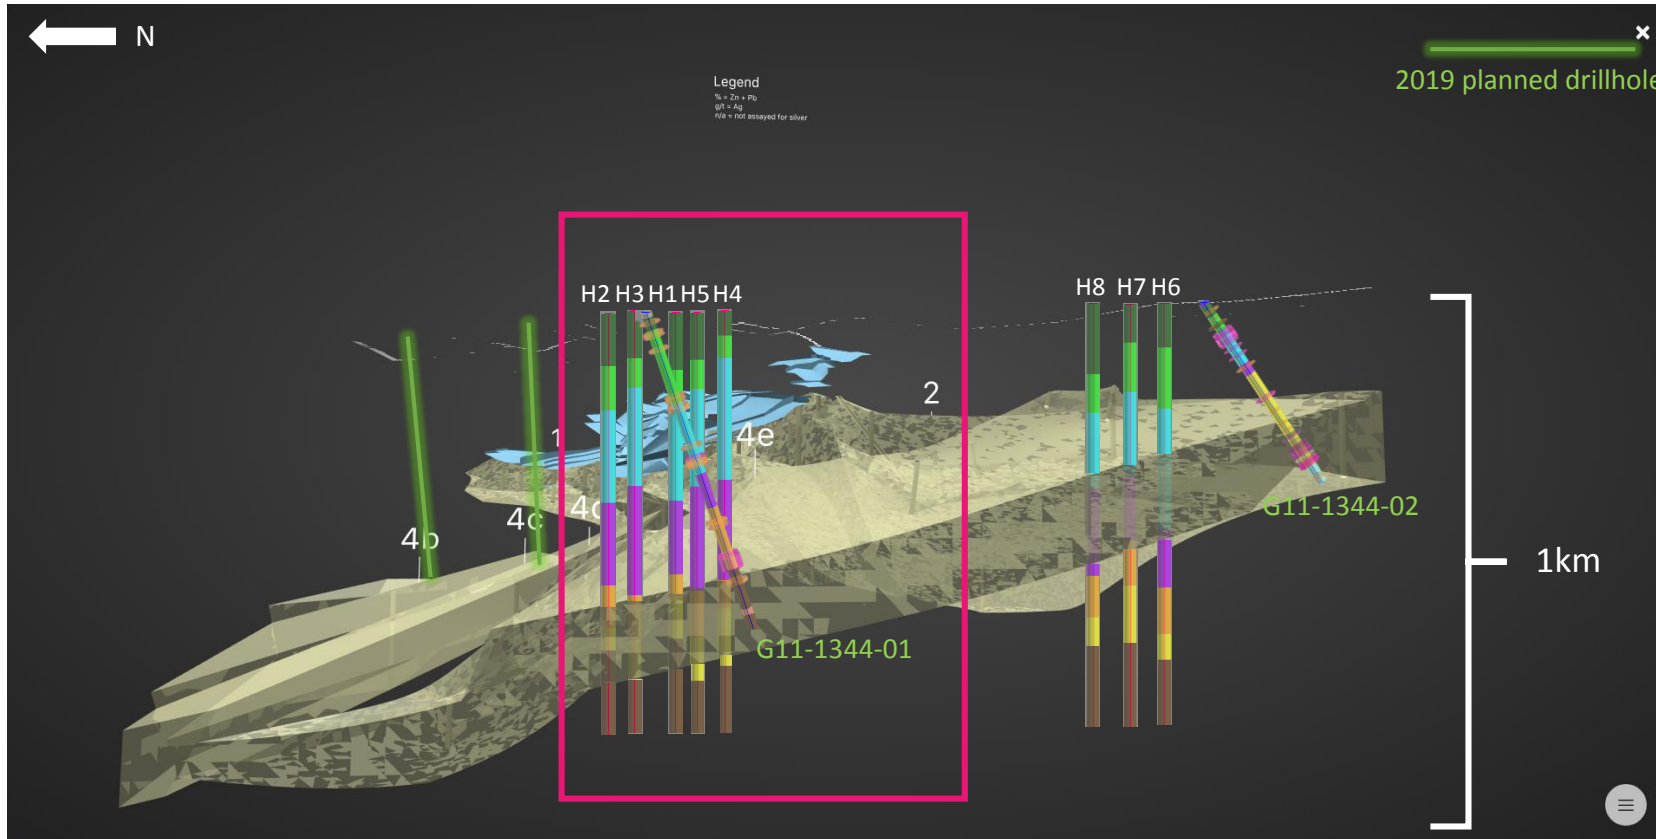 N
×
2019 planned drillhole
Legend
% = Zn + Pb
g/t = Ag
n/a = not assayed for silver
H2 H3 H1 H5 H4
H8 H7 H6
2
1
4e
4c
4b
G11-1344-02
1km
G11-1344-01